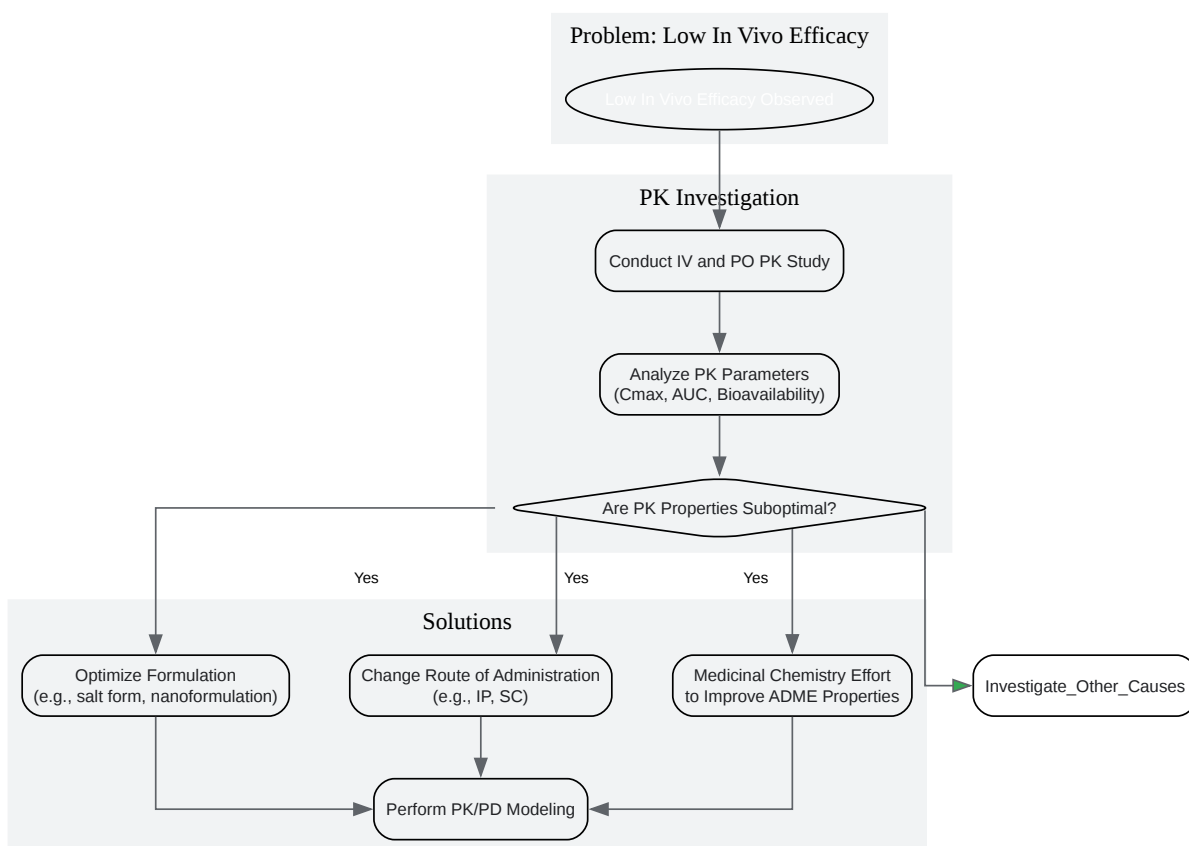 Problem: Low In Vivo Efficacy
Low In Vivo Efficacy Observed
PK Investigation
Conduct IV and PO PK Study
Analyze PK Parameters
(Cmax, AUC, Bioavailability)
Are PK Properties Suboptimal?
Yes
Yes
Yes
Solutions
Optimize Formulation
(e.g., salt form, nanoformulation)
Change Route of Administration
(e.g., IP, SC)
Medicinal Chemistry Effort
to Improve ADME Properties
Investigate_Other_Causes
Perform PK/PD Modeling